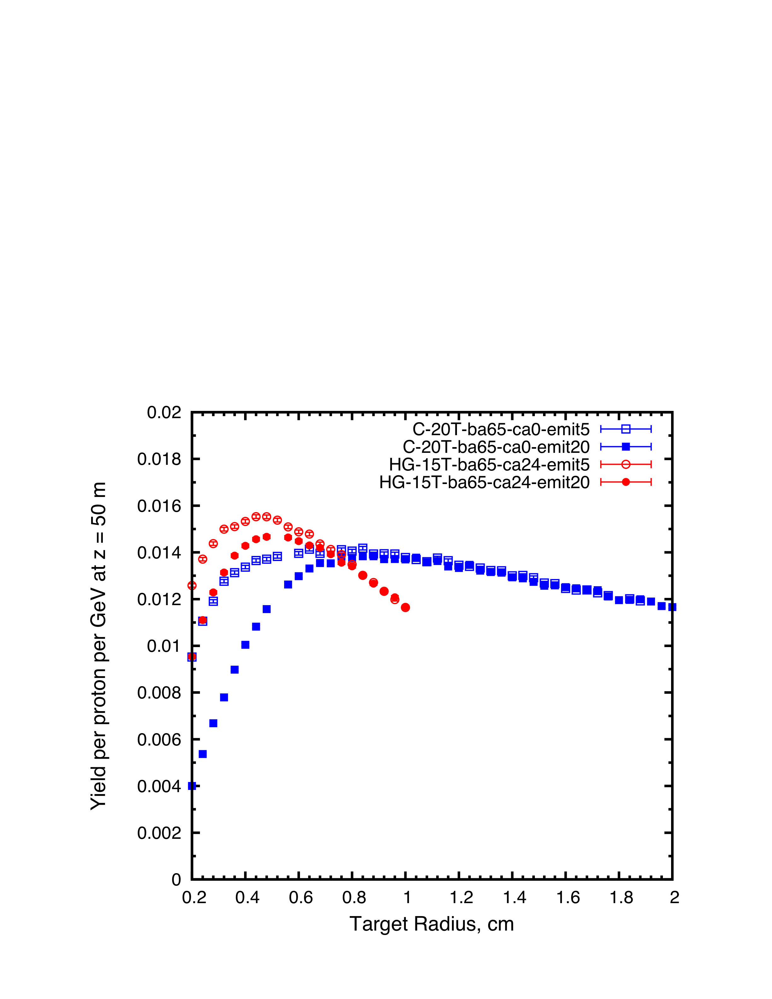 0.02
0.018
0.016
0.014
0.012
0.01
0.008
0.006
0.004
0.002
0
Yield per proton per GeV at z = 50 m
C-20T-ba65-ca0-emit5
C-20T-ba65-ca0-emit20
HG-15T-ba65-ca24-emit5
HG-15T-ba65-ca24-emit20
0.2 0.4 0.6 0.8 1 1.2 1.4 1.6 1.8 2
Target Radius, cm